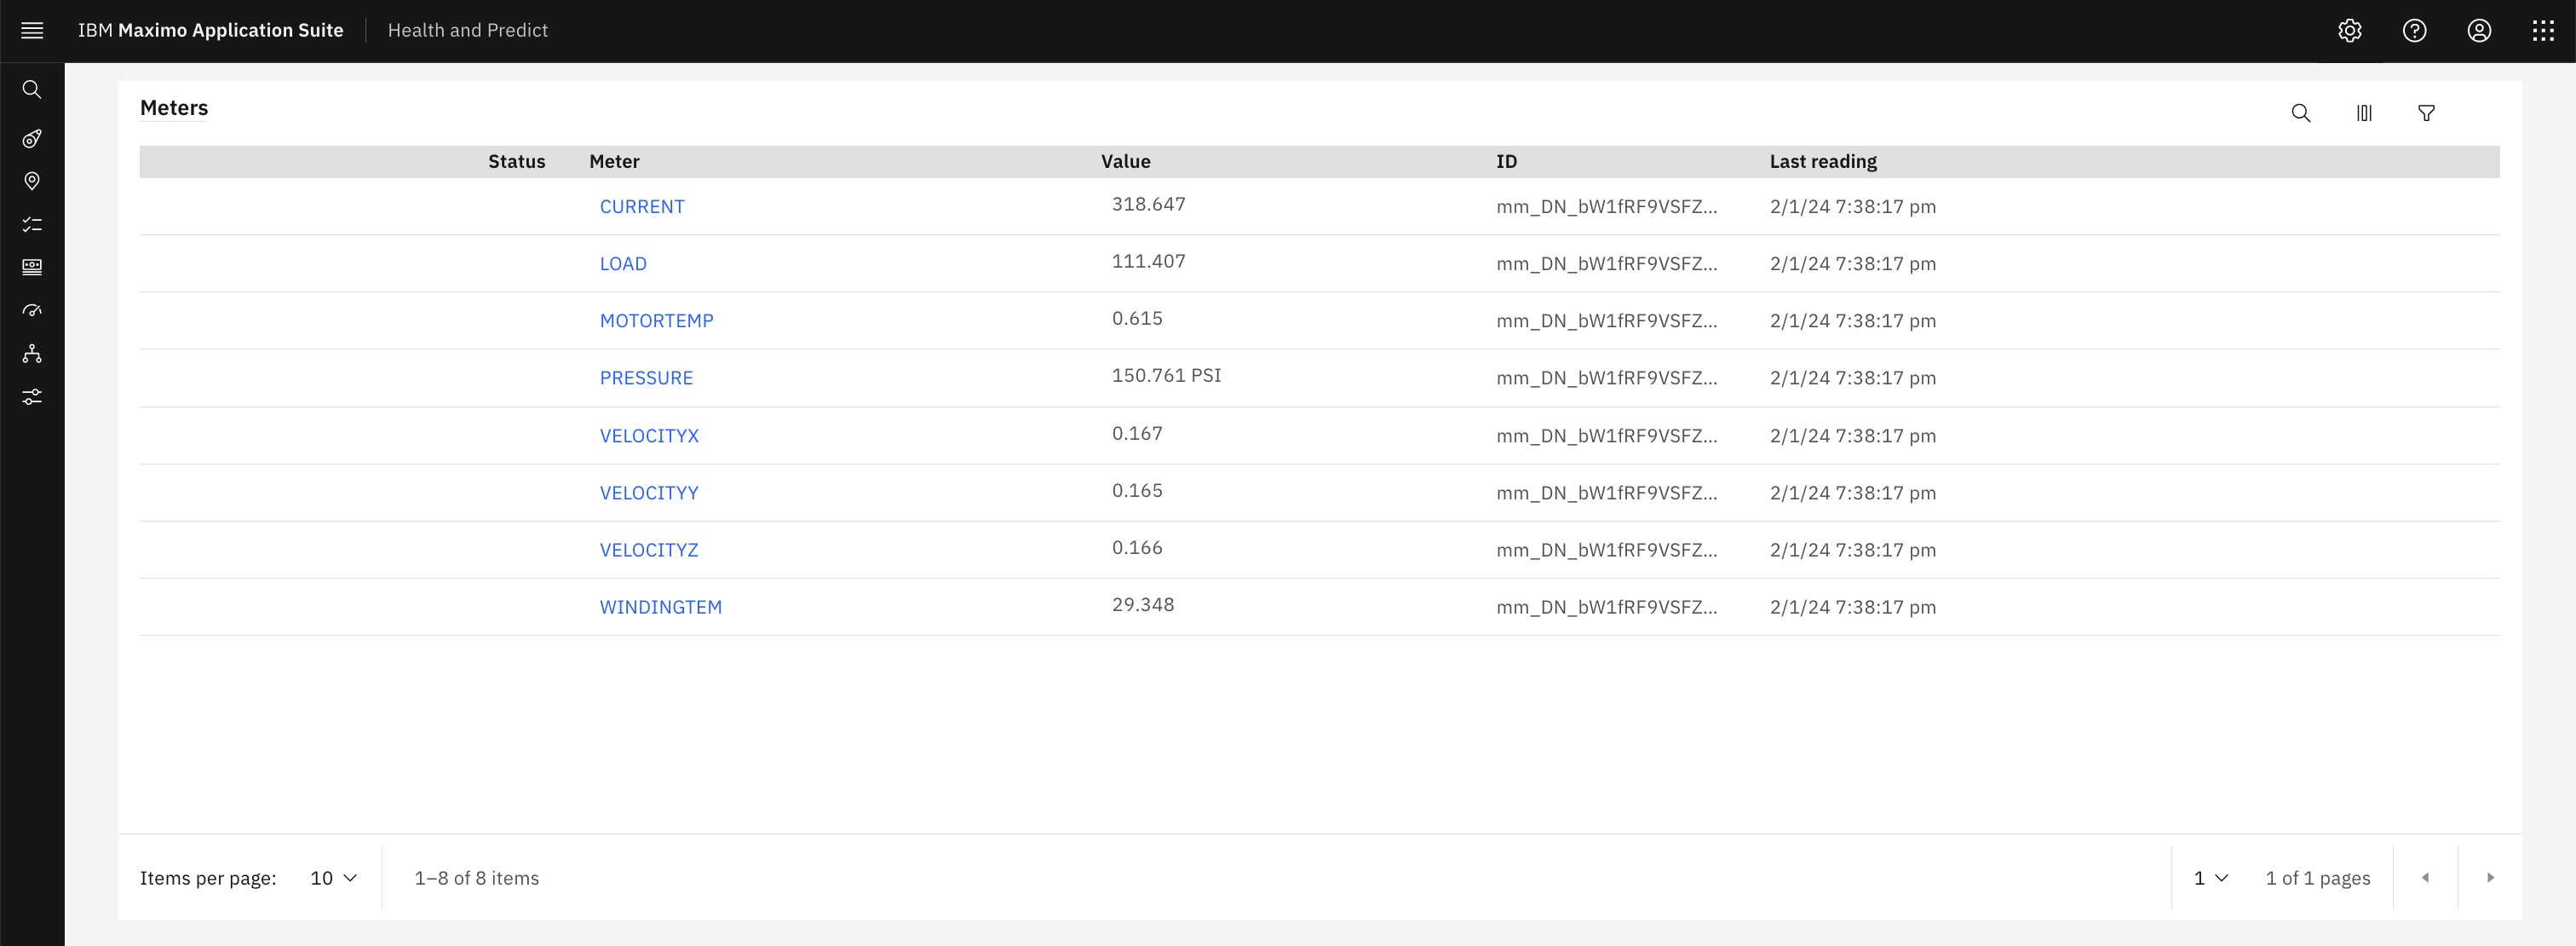 IBM Maximo Application Suite Health and Predict
Meters
Status Meter Value ID Last reading
CURRENT 318.647 mm_DN_bW1fRF9VSFZ... 2/1/24 7:38:17 pm
LOAD 111.407 mm_DN_bW1fRF9VSFZ... 2/1/24 7:38:17 pm
MOTORTEMP 0.615 mm_DN_bW1fRF9VSFZ... 2/1/24 7:38:17 pm
PRESSURE 150.761 PSI mm_DN_bW1fRF9VSFZ... 2/1/24 7:38:17 pm
VELOCITYX 0.167 mm_DN_bW1fRF9VSFZ... 2/1/24 7:38:17 pm
VELOCITYY 0.165 mm_DN_bW1fRF9VSFZ... 2/1/24 7:38:17 pm
VELOCITYZ 0.166 mm_DN_bW1fRF9VSFZ... 2/1/24 7:38:17 pm
WINDINGTEM 29.348 mm_DN_bW1fRF9VSFZ... 2/1/24 7:38:17 pm
Items per page: 10 1–8 of 8 items 1 1 of 1 pages